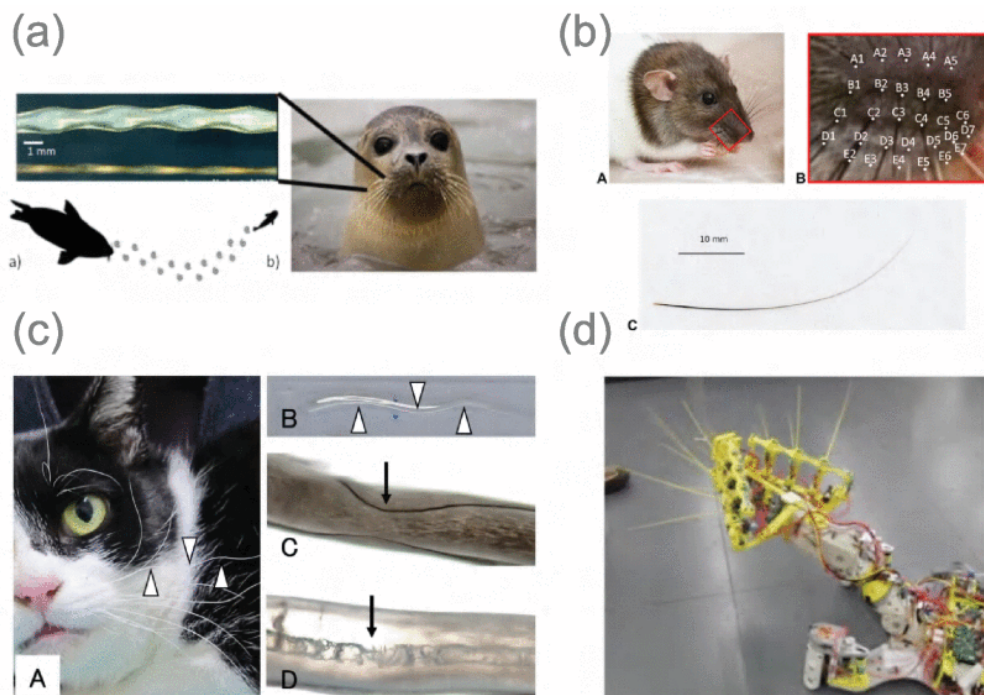 (a)
1 mm
a)
b)
(b)
A
B
A1 A2 A3 A4 A5
B1 B2 B3 B4 B5
C1 C2 C3 C4 C5 C6
D1 D2 D3 D4 D5 D6 D7
E1 E2 E3 E4 E5 E6 E7
10 mm
C
(c)
A
B
C
D
(d)